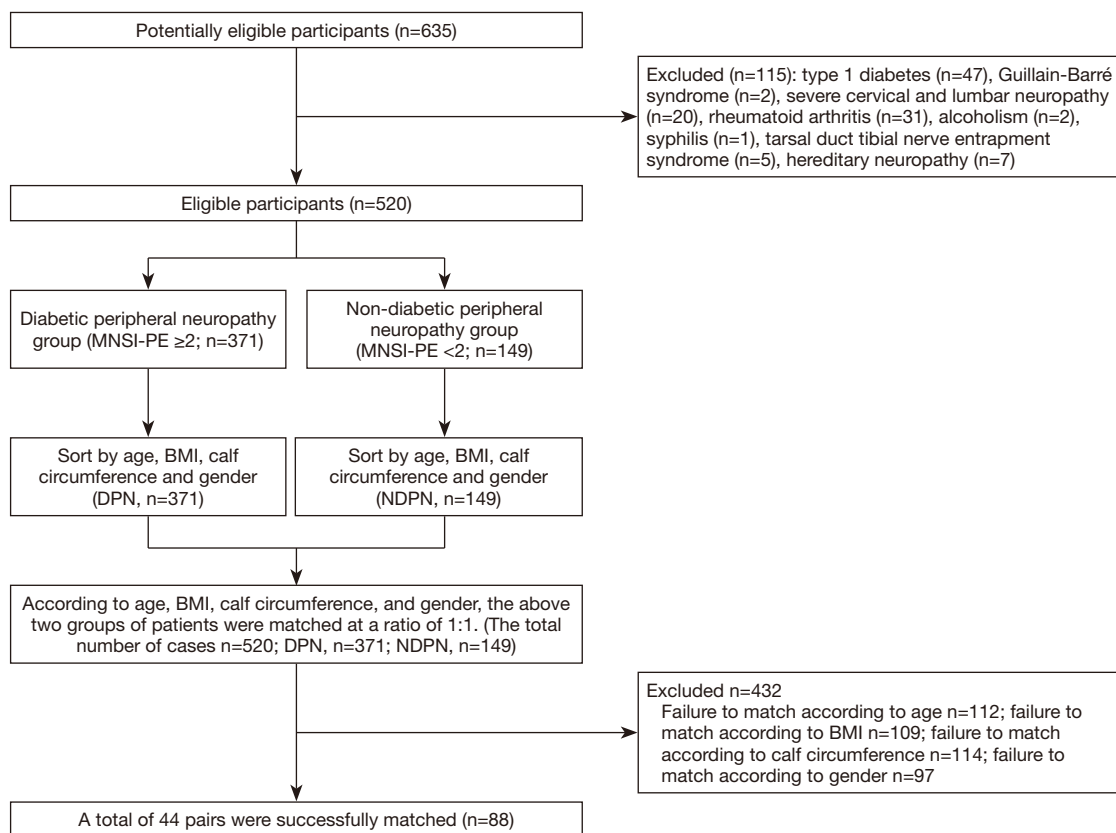 Potentially eligible participants (n=635)
Excluded (n=115): type 1 diabetes (n=47), Guillain-Barré
syndrome (n=2), severe cervical and lumbar neuropathy
(n=20), rheumatoid arthritis (n=31), alcoholism (n=2),
syphilis (n=1), tarsal duct tibial nerve entrapment
syndrome (n=5), hereditary neuropathy (n=7)
Eligible participants (n=520)
Diabetic peripheral neuropathy
group (MNSI-PE ≥2; n=371)
Non-diabetic peripheral
neuropathy group
(MNSI-PE <2; n=149)
Sort by age, BMI, calf
circumference and gender
(DPN, n=371)
Sort by age, BMI, calf
circumference and gender
(NDPN, n=149)
According to age, BMI, calf circumference, and gender, the above
two groups of patients were matched at a ratio of 1:1. (The total
number of cases n=520; DPN, n=371; NDPN, n=149)
Excluded n=432
Failure to match according to age n=112; failure to
match according to BMI n=109; failure to match
according to calf circumference n=114; failure to
match according to gender n=97
A total of 44 pairs were successfully matched (n=88)